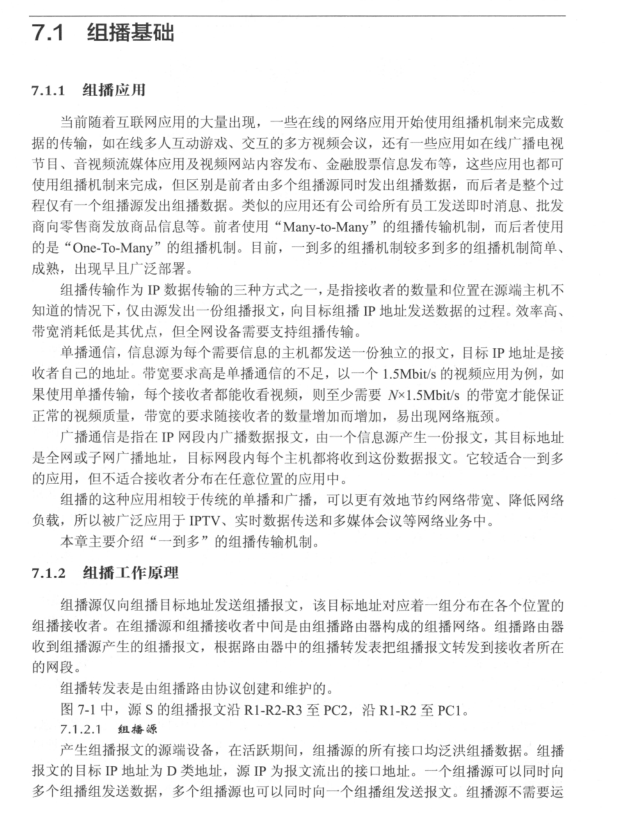 7.1 组播基础
7.1.1 组播应用
当前随着互联网应用的大量出现，一些在线的网络应用开始使用组播机制来完成数
据的传输，如在线多人互动游戏、交互的多方视频会议，还有一些应用如在线广播电视
节目、音视频流媒体应用及视频网站内容发布、金融股票信息发布等，这些应用也都可
使用组播机制来完成，但区别是前者由多个组播源同时发出组播数据，而后者是整个过
程仅有一个组播源发出组播数据。类似的应用还有公司给所有员工发送即时消息、批发
商向零售商发放商品信息等。前者使用“Many-to-Many”的组播传输机制，而后者使用
的是“One-To-Many”的组播机制。目前，一到多的组播机制较多到多的组播机制简单、
成熟，出现早且广泛部署。
组播传输作为 IP 数据传输的三种方式之一，是指接收者的数量和位置在源端主机不
知道的情况下，仅由源发出一份组播报文，向目标组播 IP 地址发送数据的过程。效率高、
带宽消耗低是其优点，但全网设备需要支持组播传输。
单播通信，信息源为每个需要信息的主机都发送一份独立的报文，目标 IP 地址是接
收者自己的地址。带宽要求高是单播通信的不足，以一个 1.5Mbit/s 的视频应用为例，如
果使用单播传输，每个接收者都能收看视频，则至少需要 N×1.5Mbit/s 的带宽才能保证
正常的视频质量，带宽的要求随接收者的数量增加而增加，易出现网络瓶颈。
广播通信是指在 IP 网段内广播数据报文，由一个信息源产生一份报文，其目标地址
是全网或子网广播地址，目标网段内每个主机都将收到这份数据报文。它较适合一到多
的应用，但不适合接收者分布在任意位置的应用中。
组播的这种应用相较于传统的单播和广播，可以更有效地节约网络带宽、降低网络
负载，所以被广泛应用于 IPTV、实时数据传送和多媒体会议等网络业务中。
本章主要介绍“一到多”的组播传输机制。
7.1.2 组播工作原理
组播源仅向组播目标地址发送组播报文，该目标地址对应着一组分布在各个位置的
组播接收者。在组播源和组播接收者中间是由组播路由器构成的组播网络。组播路由器
收到组播源产生的组播报文，根据路由器中的组播转发表把组播报文转发到接收者所在
的网段。
组播转发表是由组播路由协议创建和维护的。
图 7-1 中，源 S 的组播报文沿 R1-R2-R3 至 PC2，沿 R1-R2 至 PC1。
7.1.2.1 组播源
产生组播报文的源端设备，在活跃期间，组播源的所有接口均泛洪组播数据。组播
报文的目标 IP 地址为 D 类地址，源 IP 为报文流出的接口地址。一个组播源可以同时向
多个组播组发送数据，多个组播源也可以同时向一个组播组发送报文。组播源不需要运